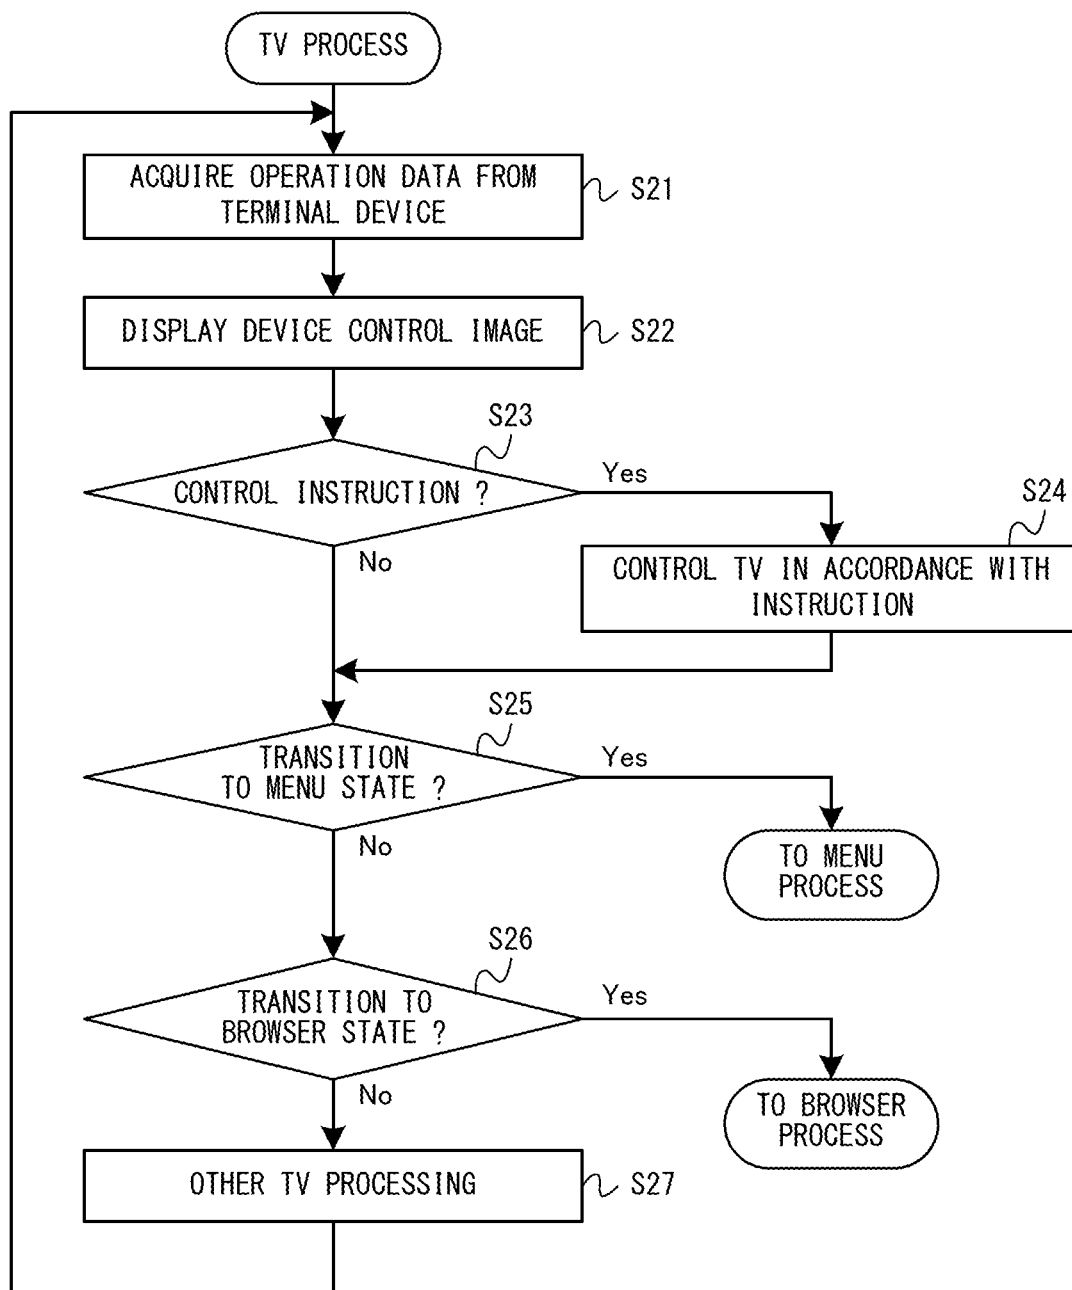 TV PROCESS
ACQUIRE OPERATION DATA FROM
TERMINAL DEVICE
S21
DISPLAY DEVICE CONTROL IMAGE
S22
S23
CONTROL INSTRUCTION ?
Yes
No
S24
CONTROL TV IN ACCORDANCE WITH
INSTRUCTION
S25
TRANSITION
TO MENU STATE ?
Yes
No
TO MENU
PROCESS
S26
TRANSITION TO
BROWSER STATE ?
Yes
No
TO BROWSER
PROCESS
OTHER TV PROCESSING
S27